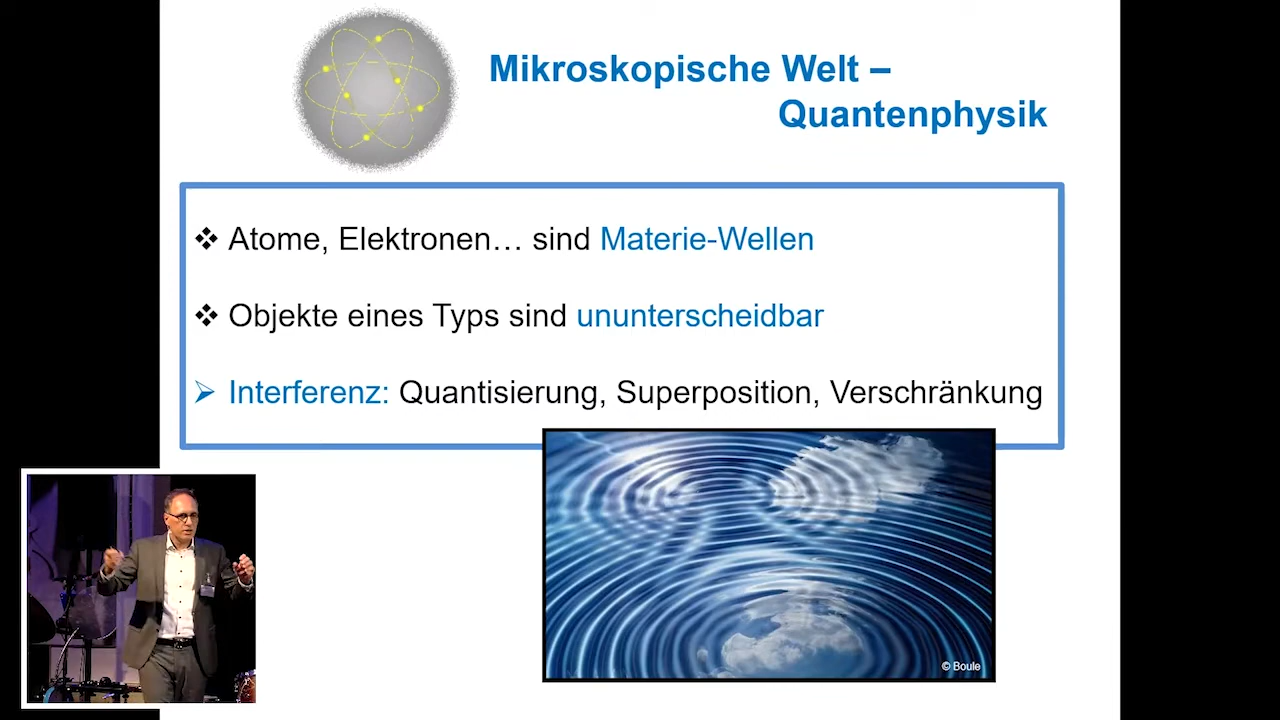 Mikroskopische Welt –
Quantenphysik
❖ Atome, Elektronen… sind Materie-Wellen
❖ Objekte eines Typs sind ununterscheidbar
➢ Interferenz: Quantisierung, Superposition, Verschränkung
© Boule